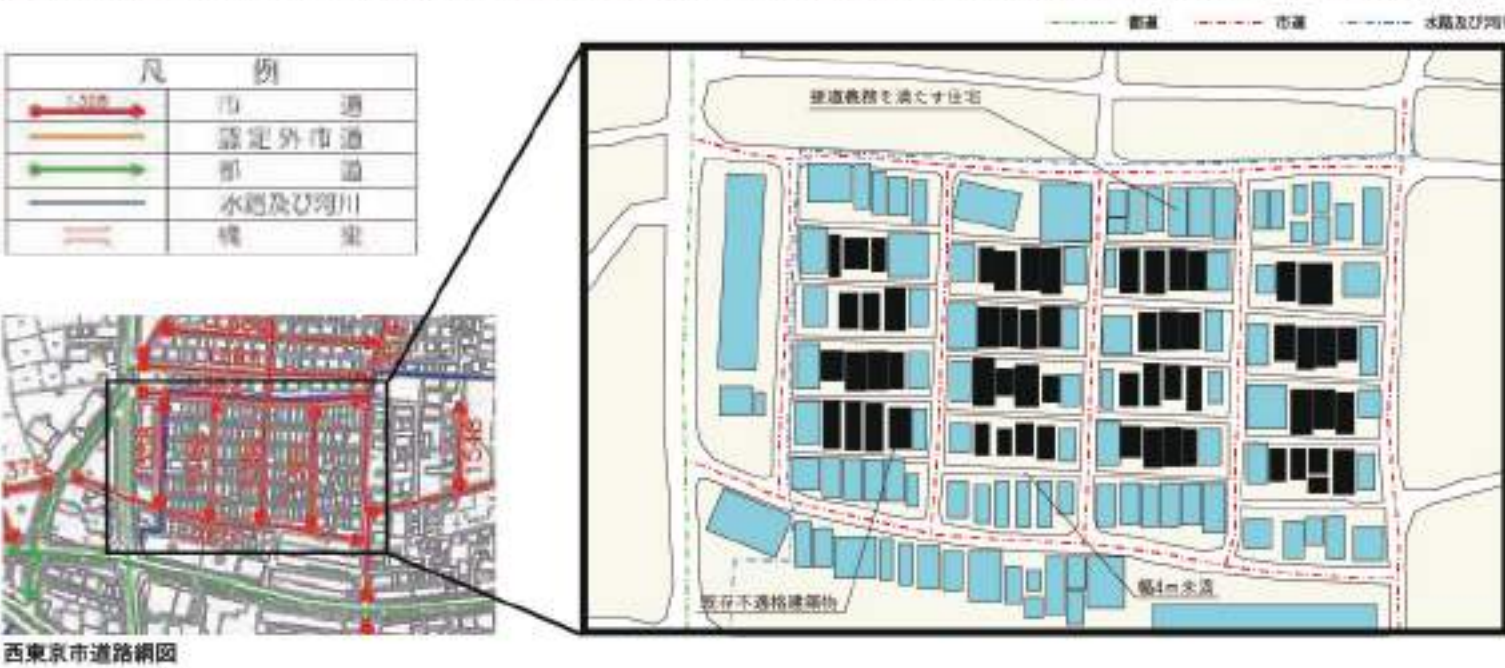 都道
市道
水路及び河川
凡 例
市 道
認定外市道
都 道
水路及び河川
橋 梁
接道義務を満たす住宅
既存不適格建築物
幅4m未満
西東京市道路網図